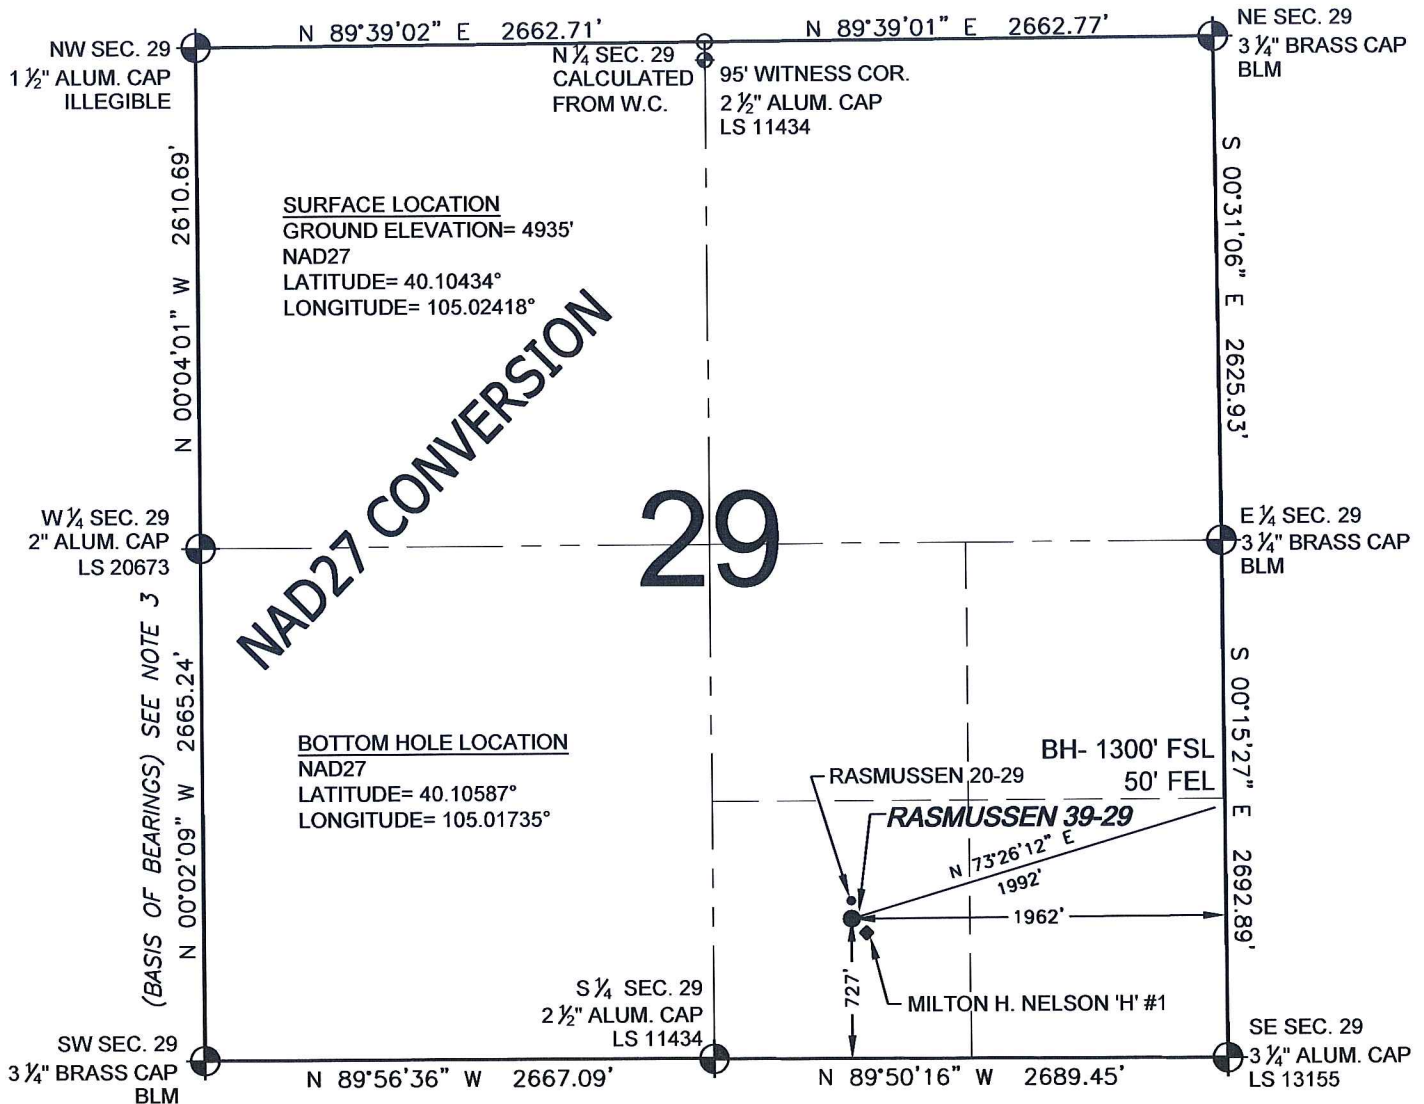 N 89°39'02" E 2662.71'
N 89°39'01" E 2662.77'
NW SEC. 29
1 ½" ALUM. CAP
ILLEGIBLE
N ¼ SEC. 29
CALCULATED
FROM W.C.
95' WITNESS COR.
2 ½" ALUM. CAP
LS 11434
NE SEC. 29
3 ¼" BRASS CAP
BLM
N 00°04'01" W 2610.69'
S 00°31'06" E 2625.93'
SURFACE LOCATION
GROUND ELEVATION= 4935'
NAD27
LATITUDE= 40.10434°
LONGITUDE= 105.02418°
NAD27 CONVERSION
29
W ¼ SEC. 29
2" ALUM. CAP
LS 20673
E ¼ SEC. 29
3 ¼" BRASS CAP
BLM
(BASIS OF BEARINGS) SEE NOTE 3
N 00°02'09" W 2665.24'
S 00°15'27" E 2692.89'
BOTTOM HOLE LOCATION
NAD27
LATITUDE= 40.10587°
LONGITUDE= 105.01735°
BH- 1300' FSL
50' FEL
RASMUSSEN 20-29
RASMUSSEN 39-29
N 73°26'12" E
1992'
1962'
727'
MILTON H. NELSON 'H' #1
S ¼ SEC. 29
2 ½" ALUM. CAP
LS 11434
SW SEC. 29
3 ¼" BRASS CAP
BLM
N 89°56'36" W 2667.09'
N 89°50'16" W 2689.45'
SE SEC. 29
3 ¼" ALUM. CAP
LS 13155